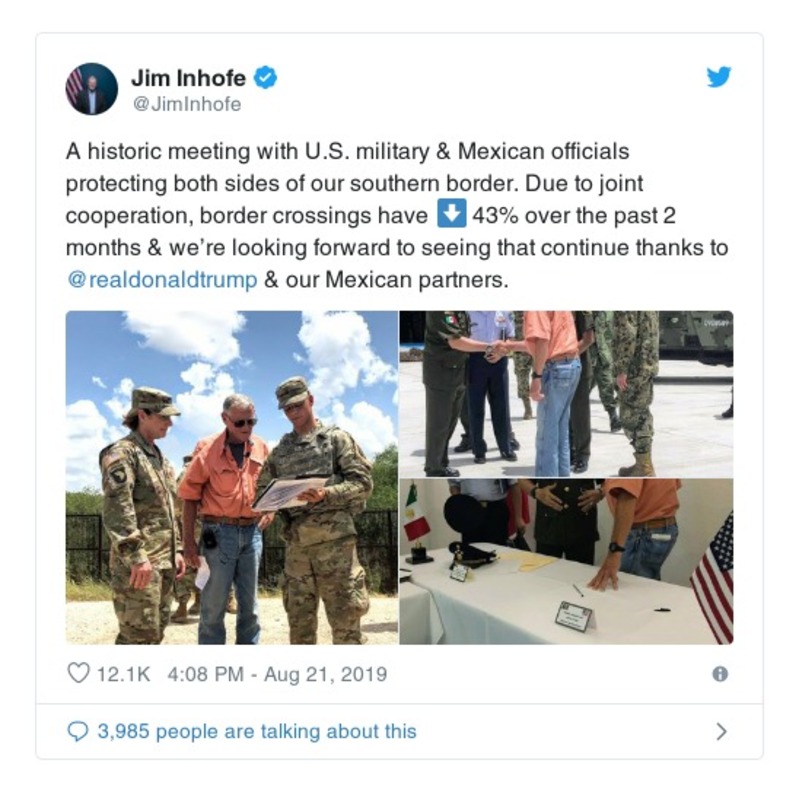 Jim Inhofe
@JimInhofe
A historic meeting with U.S. military & Mexican officials
protecting both sides of our southern border. Due to joint
cooperation, border crossings have ⬇️ 43% over the past 2
months & we’re looking forward to seeing that continue thanks to
@realdonaldtrump & our Mexican partners.
12.1K 4:08 PM - Aug 21, 2019
3,985 people are talking about this